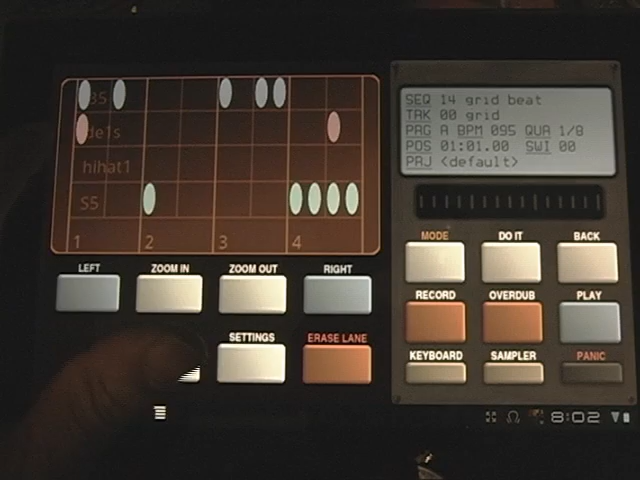 SEQ 14 grid beat
TRK 00 grid
PRG A BPM 095 QUA 1/8
POS 01:01.00 SWI 00
PRJ <default>
hihat1
S5
1 2 3 4
LEFT ZOOM IN ZOOM OUT RIGHT
SETTINGS ERASE LANE
MODE DO IT BACK
RECORD OVERDUB PLAY
KEYBOARD SAMPLER PANIC
8:02